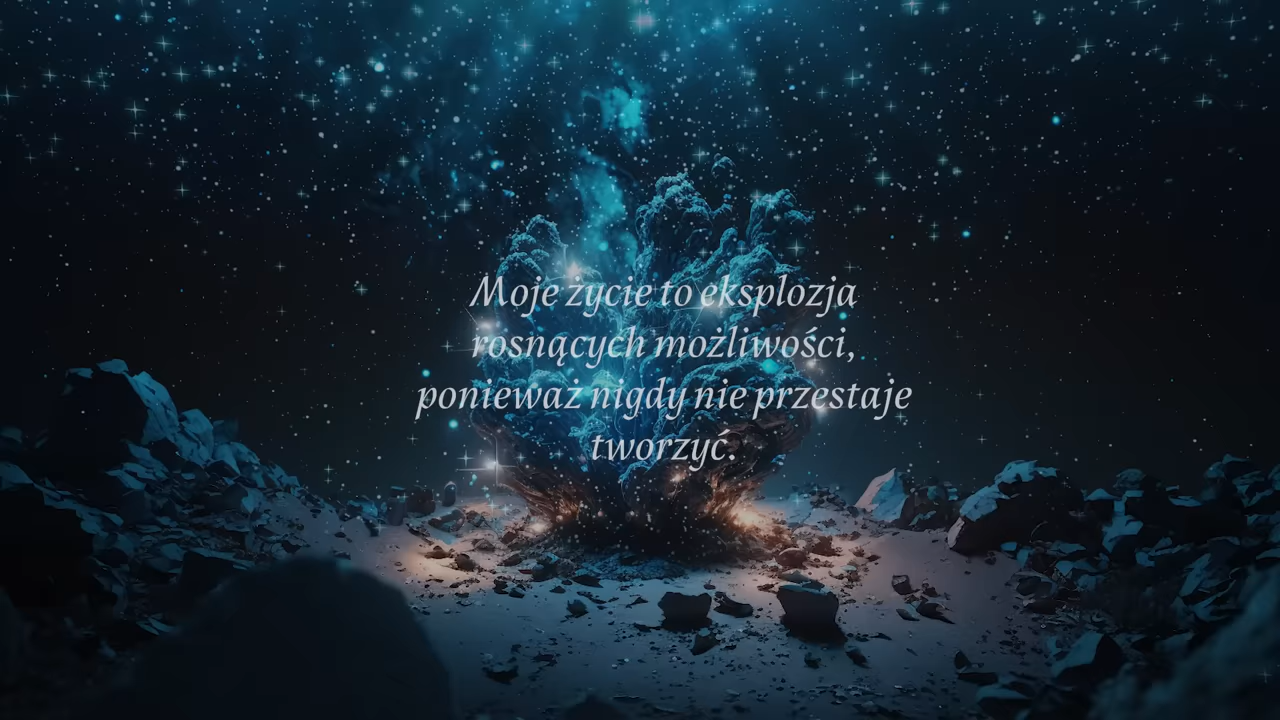 Moje życie to eksplozja
rosnących możliwości,
ponieważ nigdy nie przestaje
tworzyć.